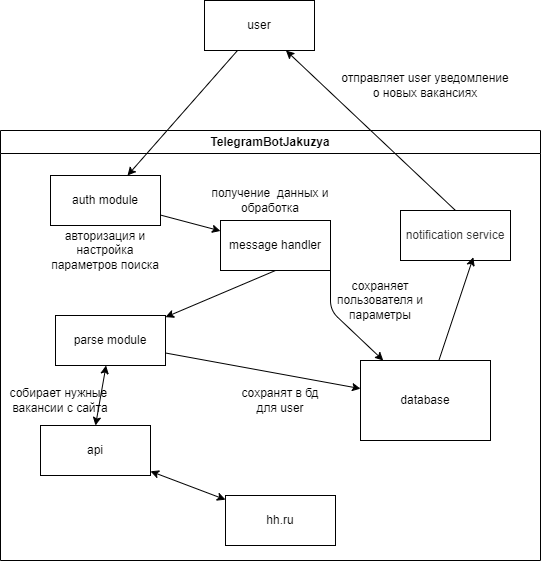 user
отправляет user уведомление
о новых вакансиях
TelegramBotJakuzya
auth module
авторизация и
настройка
параметров поиска
получение данных и
обработка
message handler
notification service
сохраняет
пользователя и
параметры
parse module
собирает нужные
вакансии с сайта
сохранят в бд
для user
database
api
hh.ru